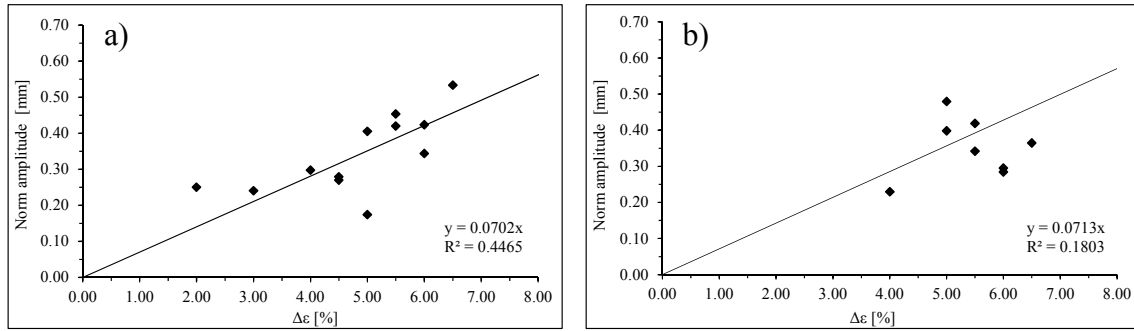 a)
Norm amplitude [mm]
0.70
0.60
0.50
0.40
0.30
0.20
0.10
0.00
y = 0.0702x
R² = 0.4465
0.00 1.00 2.00 3.00 4.00 5.00 6.00 7.00 8.00
Δε [%]
b)
Norm amplitude [mm]
0.70
0.60
0.50
0.40
0.30
0.20
0.10
0.00
y = 0.0713x
R² = 0.1803
0.00 1.00 2.00 3.00 4.00 5.00 6.00 7.00 8.00
Δε [%]